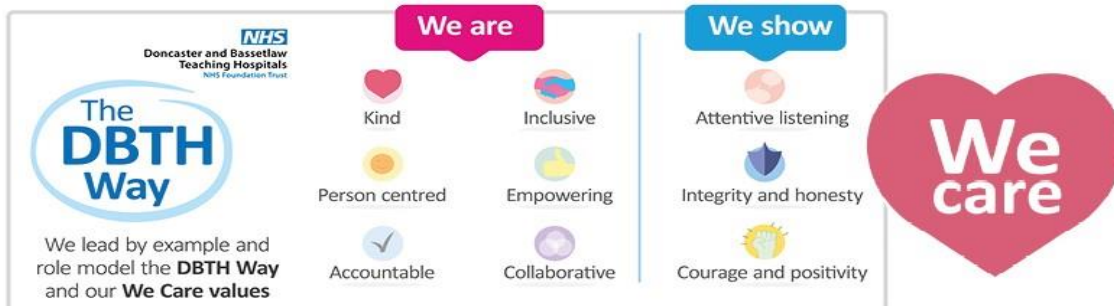 NHS
Doncaster and Bassetlaw
Teaching Hospitals
NHS Foundation Trust
The
DBTH
Way
We lead by example and
role model the DBTH Way
and our We Care values
We are
Kind
Inclusive
Person centred
Empowering
Accountable
Collaborative
We show
Attentive listening
Integrity and honesty
Courage and positivity
We
care